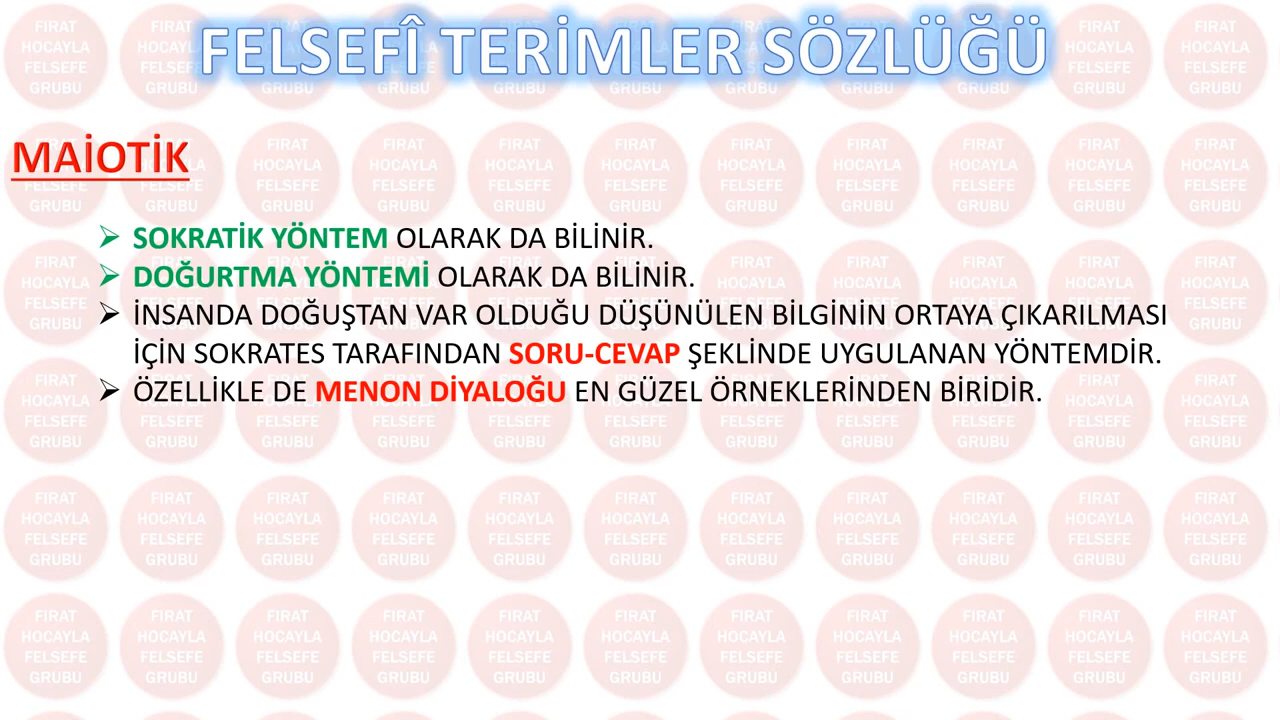 FELSEFÎ TERİMLER SÖZLÜĞÜ
MAİOTİK
SOKRATİK YÖNTEM OLARAK DA BİLİNİR.
DOĞURTMA YÖNTEMİ OLARAK DA BİLİNİR.
İNSANDA DOĞUŞTAN VAR OLDUĞU DÜŞÜNÜLEN BİLGİNİN ORTAYA ÇIKARILMASI
İÇİN SOKRATES TARAFINDAN SORU-CEVAP ŞEKLİNDE UYGULANAN YÖNTEMDİR.
ÖZELLİKLE DE MENON DİYALOĞU EN GÜZEL ÖRNEKLERİNDEN BİRİDİR.
FIRAT
HOCAYLA
FELSEFE
GRUBU